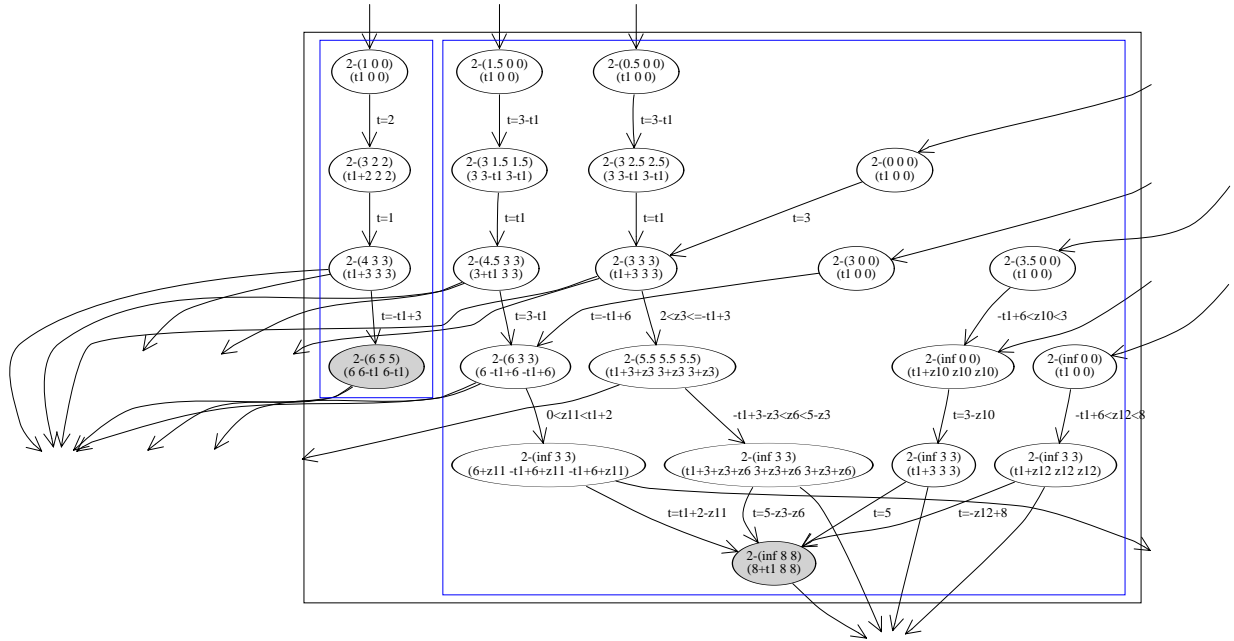 2-(1 0 0)
(t1 0 0)
2-(1.5 0 0)
(t1 0 0)
2-(0.5 0 0)
(t1 0 0)
t=2
t=3-t1
t=3-t1
2-(3 2 2)
(t1+2 2 2)
2-(3 1.5 1.5)
(3 3-t1 3-t1)
2-(3 2.5 2.5)
(3 3-t1 3-t1)
2-(0 0 0)
(t1 0 0)
t=1
t=t1
t=t1
t=3
2-(4 3 3)
(t1+3 3 3)
2-(4.5 3 3)
(3+t1 3 3)
2-(3 3 3)
(t1+3 3 3)
2-(3 0 0)
(t1 0 0)
2-(3.5 0 0)
(t1 0 0)
t=-t1+3
t=3-t1
t=-t1+6
2<z3<=-t1+3
-t1+6<z10<3
2-(6 5 5)
(6 6-t1 6-t1)
2-(6 3 3)
(6 -t1+6 -t1+6)
2-(5.5 5.5 5.5)
(t1+3+z3 3+z3 3+z3)
2-(inf 0 0)
(t1+z10 z10 z10)
2-(inf 0 0)
(t1 0 0)
0<z11<t1+2
-t1+3-z3<z6<5-z3
t=3-z10
-t1+6<z12<8
2-(inf 3 3)
(6+z11 -t1+6+z11 -t1+6+z11)
2-(inf 3 3)
(t1+3+z3+z6 3+z3+z6 3+z3+z6)
2-(inf 3 3)
(t1+3 3 3)
2-(inf 3 3)
(t1+z12 z12 z12)
t=t1+2-z11
t=5-z3-z6
t=5
t=-z12+8
2-(inf 8 8)
(8+t1 8 8)